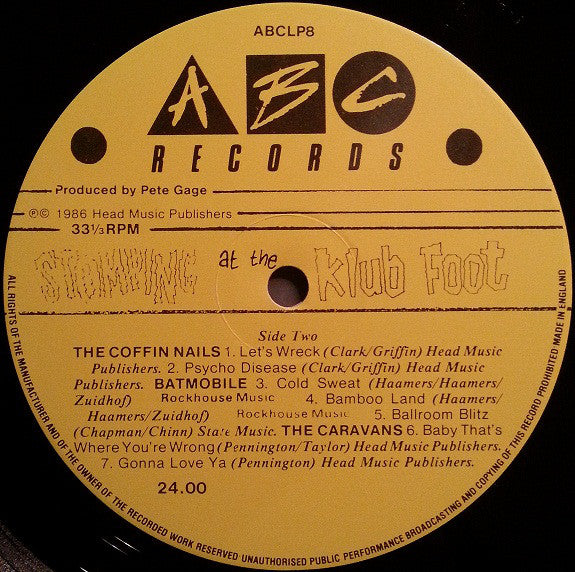 ABCLP8
ABC
RECORDS
Produced by Pete Gage
℗© 1986 Head Music Publishers
33⅓RPM
STOMPING at the Klub Foot
Side Two
THE COFFIN NAILS 1. Let's Wreck (Clark/Griffin) Head Music
Publishers. 2. Psycho Disease (Clark/Griffin) Head Music
Publishers. BATMOBILE 3. Cold Sweat (Haamers/Haamers/
Zuidhof) Rockhouse Music 4. Bamboo Land (Haamers/
Haamers/Zuidhof) Rockhouse Music 5. Ballroom Blitz
(Chapman/Chinn) State Music. THE CARAVANS 6. Baby That's
Where You're Wrong (Pennington/Taylor) Head Music Publishers.
7. Gonna Love Ya (Pennington) Head Music Publishers.
24.00
ALL RIGHTS OF THE MANUFACTURER AND OF THE OWNER OF THE RECORDED WORK RESERVED UNAUTHORISED PUBLIC PERFORMANCE BROADCASTING AND COPYING OF THIS RECORD PROHIBITED MADE IN ENGLAND